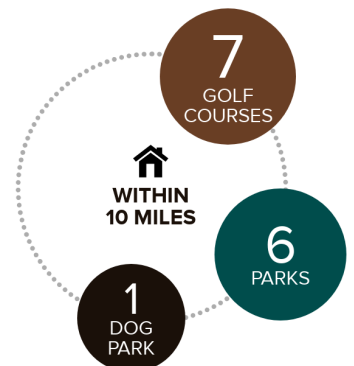 7
GOLF
COURSES
WITHIN
10 MILES
6
PARKS
1
DOG
PARK